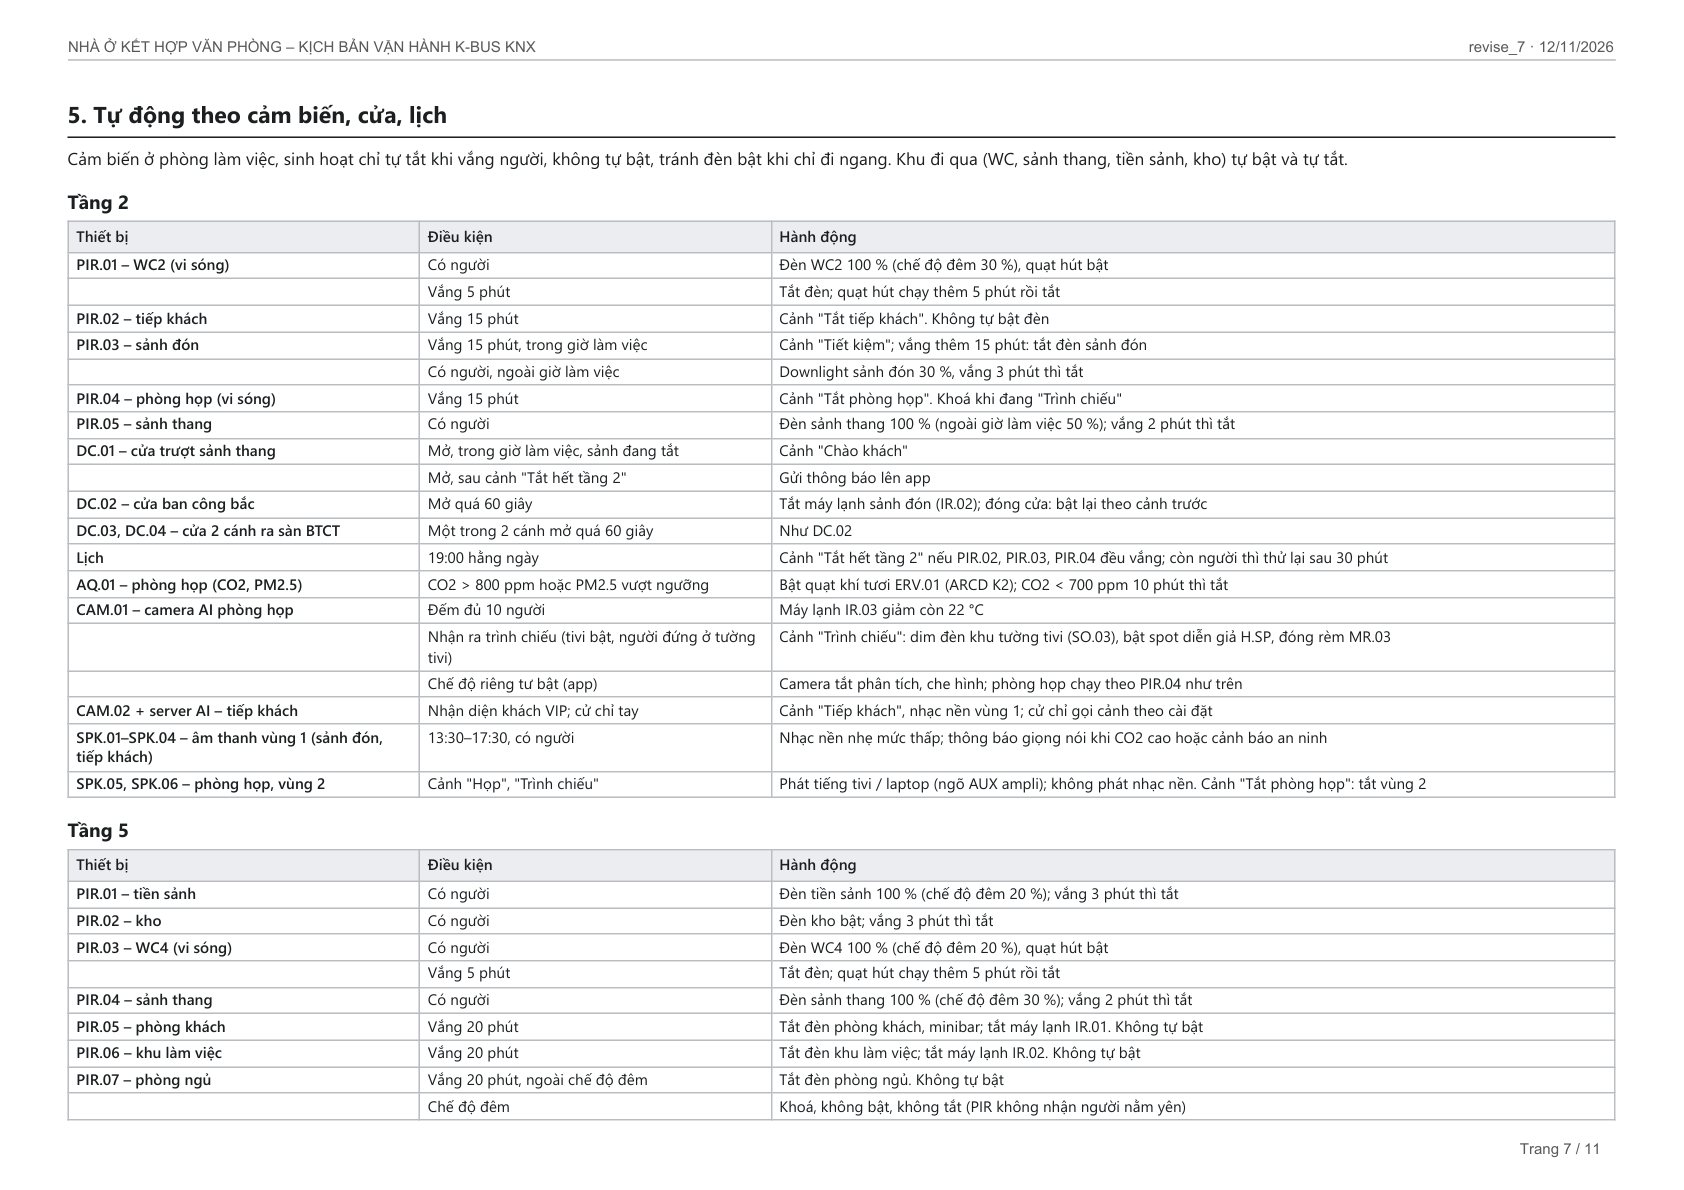 NHÀ Ở KẾT HỢP VĂN PHÒNG – KỊCH BẢN VẬN HÀNH K-BUS KNX
revise_7 · 12/11/2026
5. Tự động theo cảm biến, cửa, lịch
Cảm biến ở phòng làm việc, sinh hoạt chỉ tự tắt khi vắng người, không tự bật, tránh đèn bật khi chỉ đi ngang. Khu đi qua (WC, sảnh thang, tiền sảnh, kho) tự bật và tự tắt.
Tầng 2
Thiết bị Điều kiện Hành động
PIR.01 – WC2 (vi sóng) Có người Đèn WC2 100 % (chế độ đêm 30 %), quạt hút bật
Vắng 5 phút Tắt đèn; quạt hút chạy thêm 5 phút rồi tắt
PIR.02 – tiếp khách Vắng 15 phút Cảnh "Tắt tiếp khách". Không tự bật đèn
PIR.03 – sảnh đón Vắng 15 phút, trong giờ làm việc Cảnh "Tiết kiệm"; vắng thêm 15 phút: tắt đèn sảnh đón
Có người, ngoài giờ làm việc Downlight sảnh đón 30 %, vắng 3 phút thì tắt
PIR.04 – phòng họp (vi sóng) Vắng 15 phút Cảnh "Tắt phòng họp". Khoá khi đang "Trình chiếu"
PIR.05 – sảnh thang Có người Đèn sảnh thang 100 % (ngoài giờ làm việc 50 %); vắng 2 phút thì tắt
DC.01 – cửa trượt sảnh thang Mở, trong giờ làm việc, sảnh đang tắt Cảnh "Chào khách"
Mở, sau cảnh "Tắt hết tầng 2" Gửi thông báo lên app
DC.02 – cửa ban công bắc Mở quá 60 giây Tắt máy lạnh sảnh đón (IR.02); đóng cửa: bật lại theo cảnh trước
DC.03, DC.04 – cửa 2 cánh ra sàn BTCT Một trong 2 cánh mở quá 60 giây Như DC.02
Lịch 19:00 hằng ngày Cảnh "Tắt hết tầng 2" nếu PIR.02, PIR.03, PIR.04 đều vắng; còn người thì thử lại sau 30 phút
AQ.01 – phòng họp (CO2, PM2.5) CO2 > 800 ppm hoặc PM2.5 vượt ngưỡng Bật quạt khí tươi ERV.01 (ARCD K2); CO2 < 700 ppm 10 phút thì tắt
CAM.01 – camera AI phòng họp Đếm đủ 10 người Máy lạnh IR.03 giảm còn 22 °C
Nhận ra trình chiếu (tivi bật, người đứng ở tường Cảnh "Trình chiếu": dim đèn khu tường tivi (SO.03), bật spot diễn giả H.SP, đóng rèm MR.03
tivi)
Chế độ riêng tư bật (app) Camera tắt phân tích, che hình; phòng họp chạy theo PIR.04 như trên
CAM.02 + server AI – tiếp khách Nhận diện khách VIP; cử chỉ tay Cảnh "Tiếp khách", nhạc nền vùng 1; cử chỉ gọi cảnh theo cài đặt
SPK.01–SPK.04 – âm thanh vùng 1 (sảnh đón, 13:30–17:30, có người Nhạc nền nhẹ mức thấp; thông báo giọng nói khi CO2 cao hoặc cảnh báo an ninh
tiếp khách)
SPK.05, SPK.06 – phòng họp, vùng 2 Cảnh "Họp", "Trình chiếu" Phát tiếng tivi / laptop (ngõ AUX ampli); không phát nhạc nền. Cảnh "Tắt phòng họp": tắt vùng 2
Tầng 5
Thiết bị Điều kiện Hành động
PIR.01 – tiền sảnh Có người Đèn tiền sảnh 100 % (chế độ đêm 20 %); vắng 3 phút thì tắt
PIR.02 – kho Có người Đèn kho bật; vắng 3 phút thì tắt
PIR.03 – WC4 (vi sóng) Có người Đèn WC4 100 % (chế độ đêm 20 %), quạt hút bật
Vắng 5 phút Tắt đèn; quạt hút chạy thêm 5 phút rồi tắt
PIR.04 – sảnh thang Có người Đèn sảnh thang 100 % (chế độ đêm 30 %); vắng 2 phút thì tắt
PIR.05 – phòng khách Vắng 20 phút Tắt đèn phòng khách, minibar; tắt máy lạnh IR.01. Không tự bật
PIR.06 – khu làm việc Vắng 20 phút Tắt đèn khu làm việc; tắt máy lạnh IR.02. Không tự bật
PIR.07 – phòng ngủ Vắng 20 phút, ngoài chế độ đêm Tắt đèn phòng ngủ. Không tự bật
Chế độ đêm Khoá, không bật, không tắt (PIR không nhận người nằm yên)
Trang 7 / 11